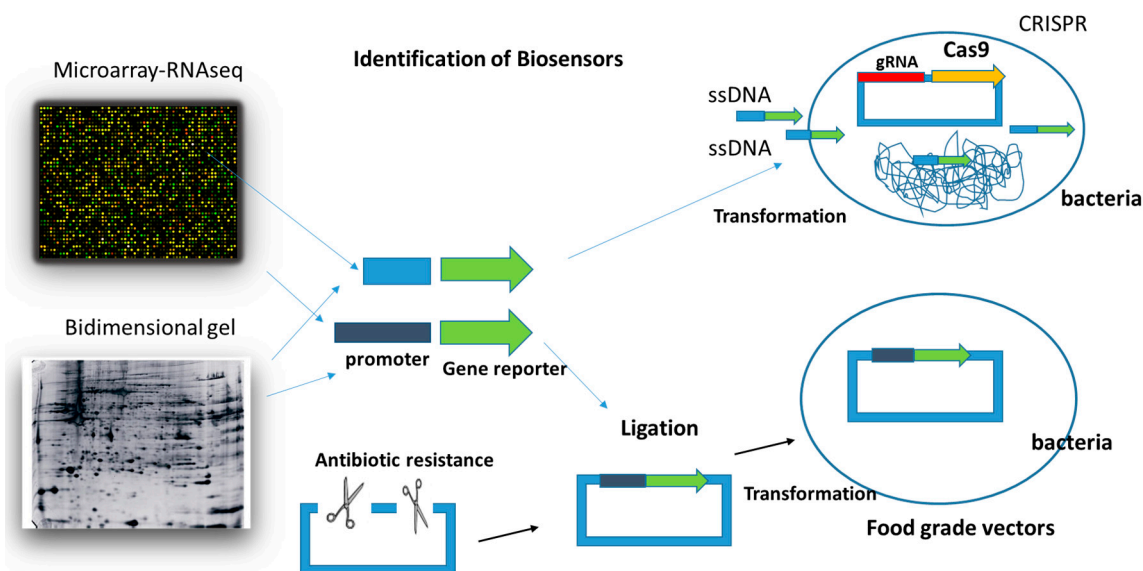 CRISPR
Identification of Biosensors
Microarray-RNAseq
Cas9
gRNA
ssDNA
ssDNA
bacteria
Transformation
Bidimensional gel
promoter
Gene reporter
Ligation
bacteria
Antibiotic resistance
Transformation
Food grade vectors